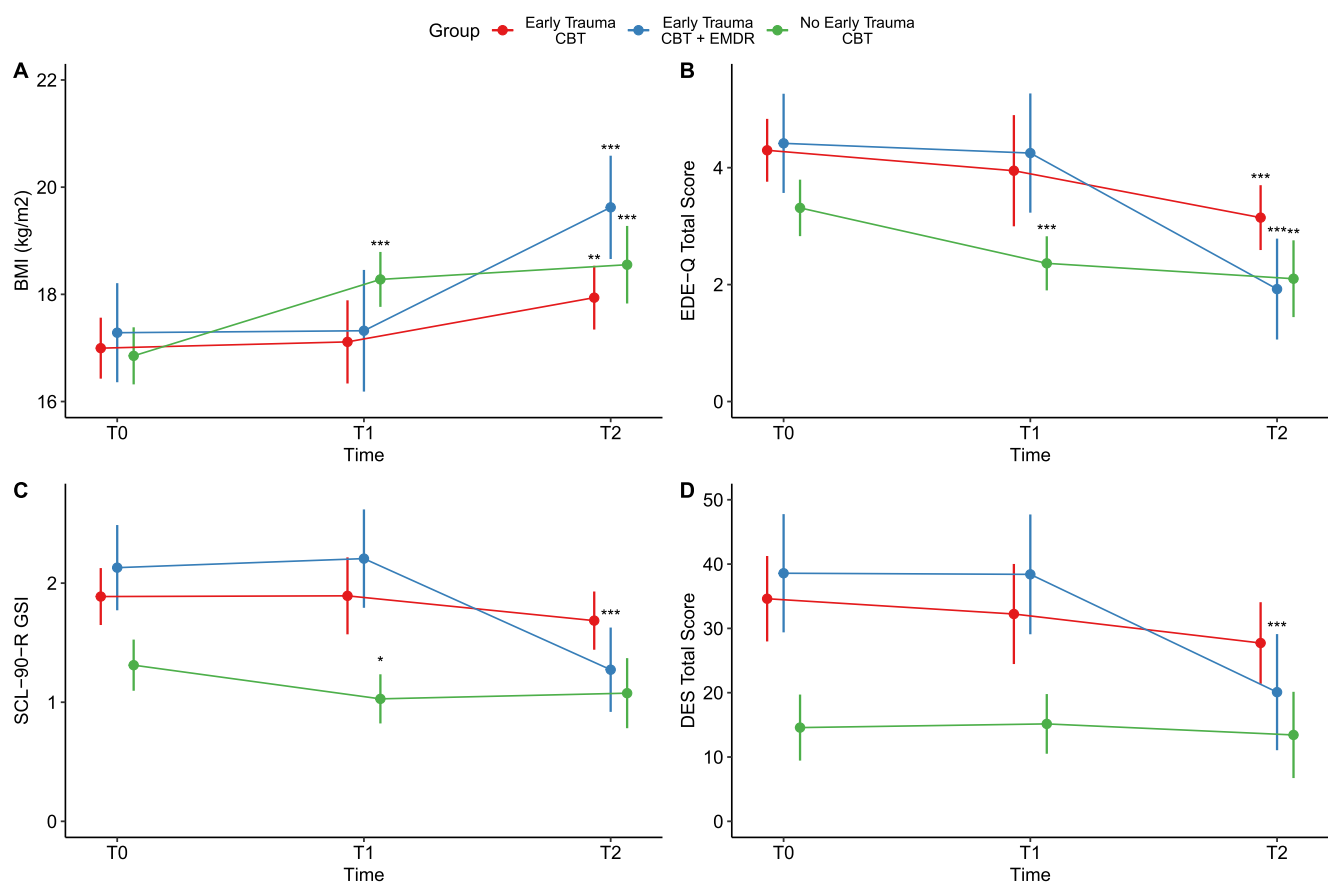 Group
Early Trauma
CBT
Early Trauma
CBT + EMDR
No Early Trauma
CBT
A
22
20
18
16
BMI (kg/m2)
***
***
***
**
T0 T1 T2
Time
B
4
2
0
EDE−Q Total Score
***
***
***
**
T0 T1 T2
Time
C
2
1
0
SCL−90−R GSI
*
***
T0 T1 T2
Time
D
50
40
30
20
10
0
DES Total Score
***
T0 T1 T2
Time